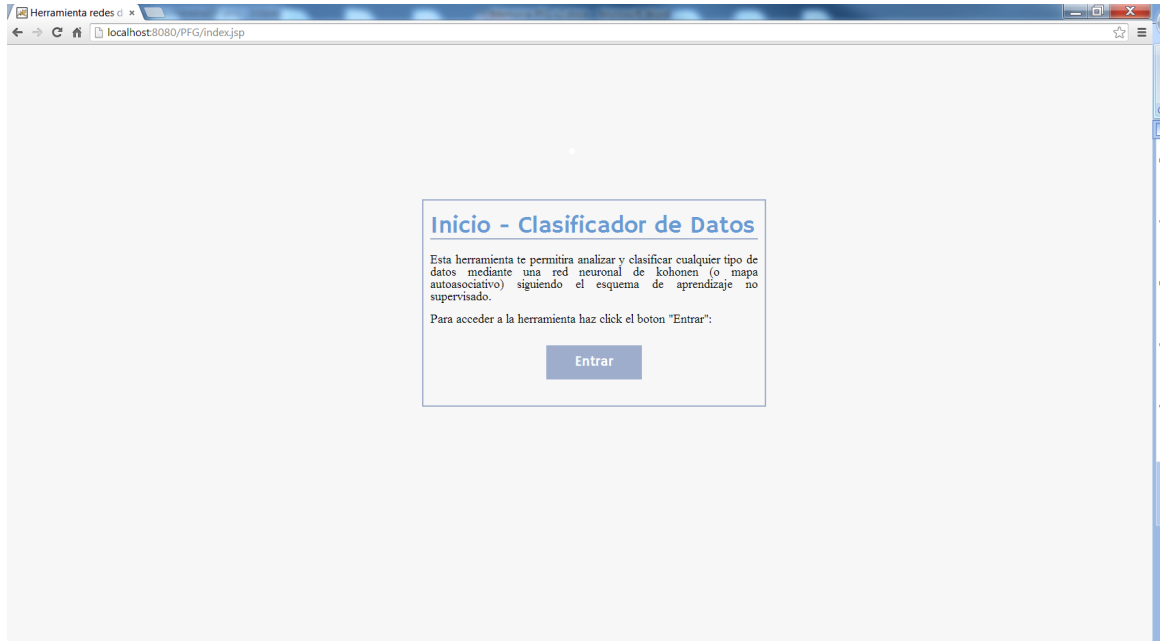 Herramienta redes d
localhost:8080/PFG/index.jsp
Inicio - Clasificador de Datos
Esta herramienta te permitira analizar y clasificar cualquier tipo de
datos mediante una red neuronal de kohonen (o mapa
autoasociativo) siguiendo el esquema de aprendizaje no
supervisado.
Para acceder a la herramienta haz click el boton "Entrar":
Entrar